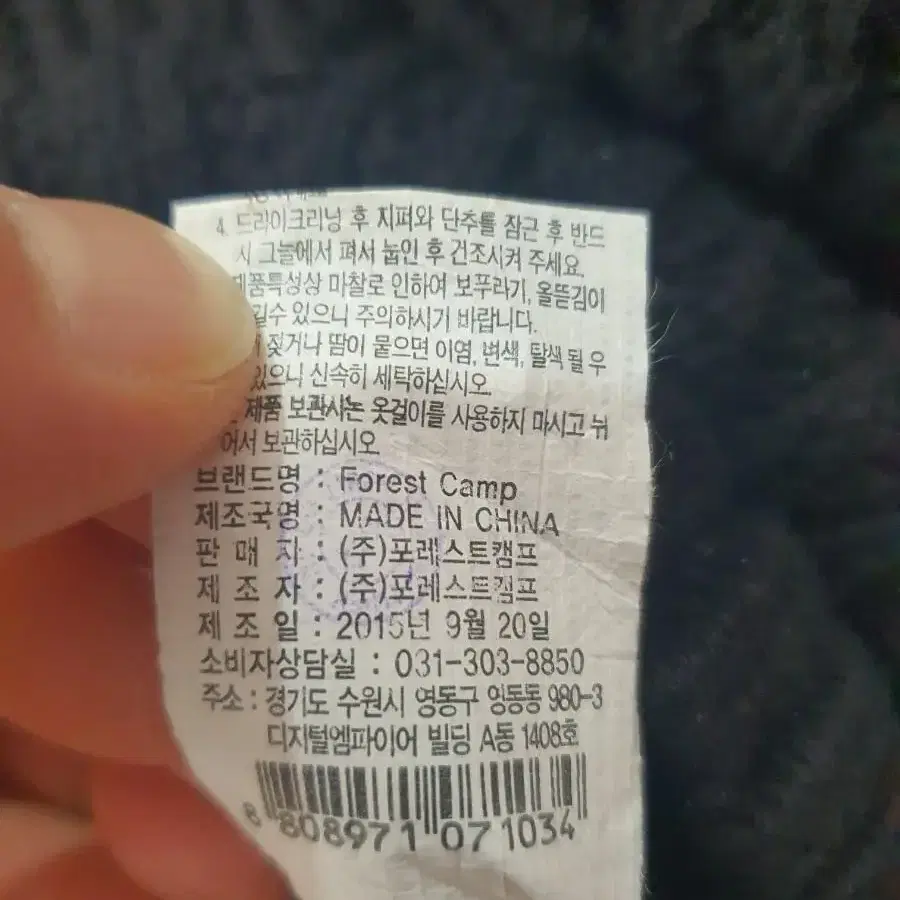 4. 드라이크리닝 후 지퍼와 단추를 잠근 후 반드
시 그늘에서 펴서 눕인 후 건조시켜 주세요.
제품특성상 마찰로 인하여 보푸라기, 올뜯김이
길수 있으니 주의하시기 바랍니다.
젖거나 땀이 묻으면 이염, 변색, 탈색 될 우
있으니 신속히 세탁하십시오.
제품 보관시는 옷걸이를 사용하지 마시고 뉘
어서 보관하십시오
브랜드명 : Forest Camp
제조국명 : MADE IN CHINA
판 매 자 : (주)포레스트캠프
제 조 자 : (주)포레스트캠프
제 조 일 : 2015년 9월 20일
소비자상담실 : 031-303-8850
주소 : 경기도 수원시 영통구 영통동 980-3
디지털엠파이어 빌딩 A동 1408호
8 808971 071034